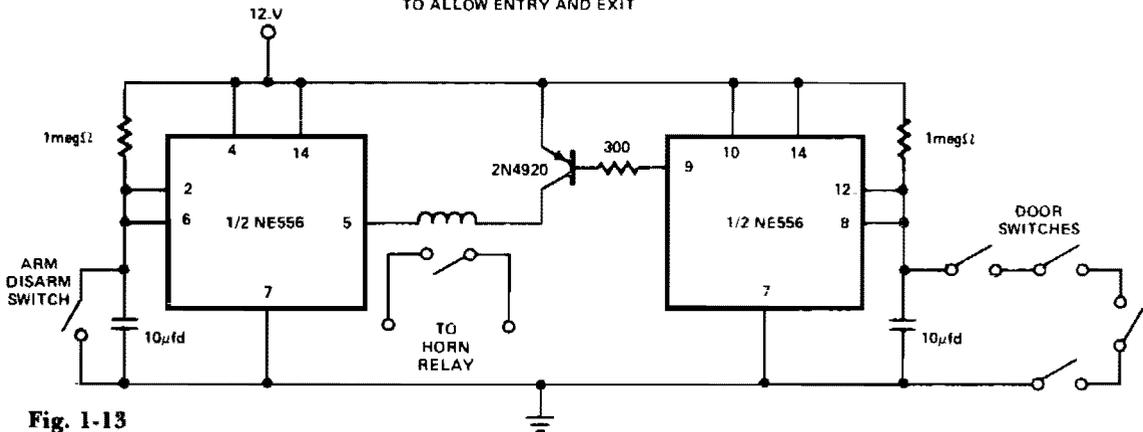 TO ALLOW ENTRY AND EXIT
12.V
1megΩ
4 14
2
6
1/2 NE556
5
7
2N4920
300
10 14
9
12
8
1/2 NE556
7
1megΩ
DOOR
SWITCHES
ARM
DISARM
SWITCH
10µfd
TO
HORN
RELAY
10µfd
Fig. 1-13